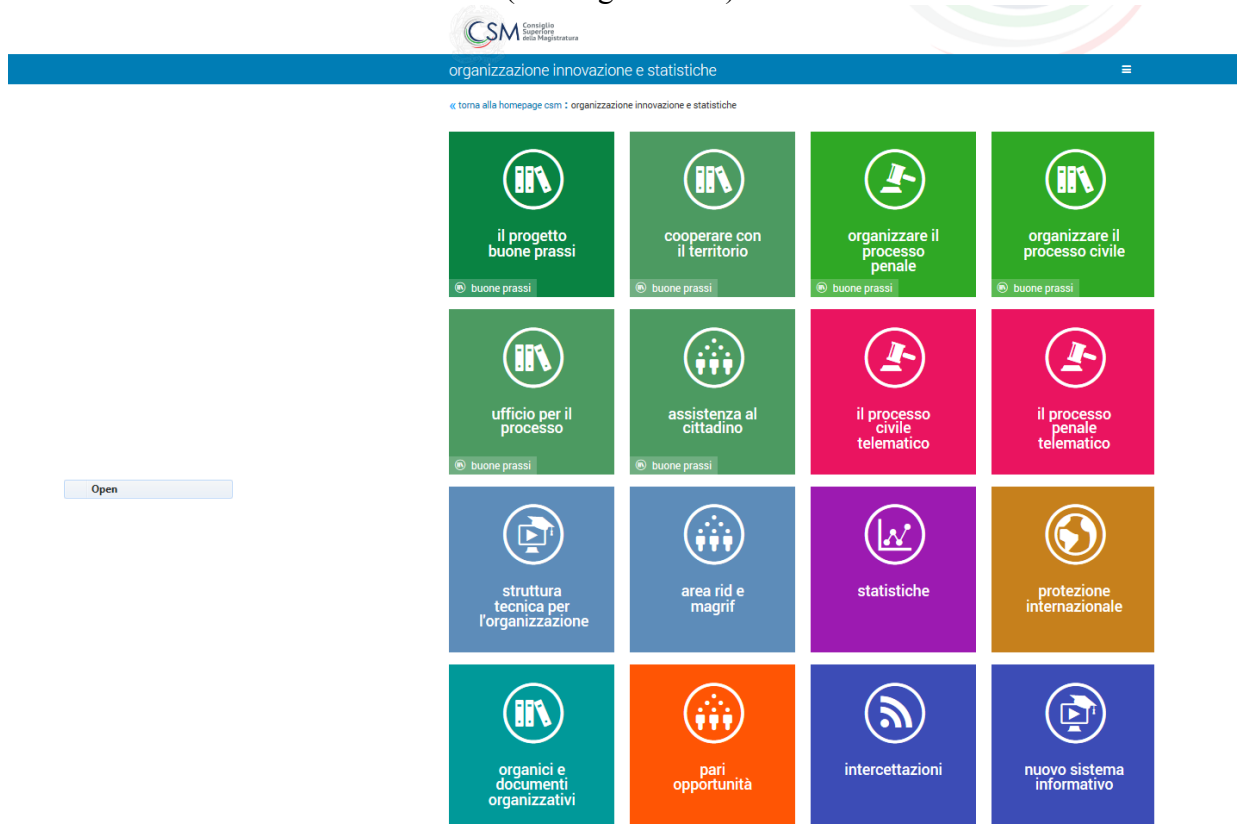 CSM Consiglio
Superiore
della Magistratura
organizzazione innovazione e statistiche
« torna alla homepage csm : organizzazione innovazione e statistiche
il progetto
buone prassi
buone prassi
cooperare con
il territorio
buone prassi
organizzare il
processo
penale
buone prassi
organizzare il
processo civile
buone prassi
ufficio per il
processo
buone prassi
assistenza al
cittadino
buone prassi
il processo
civile
telematico
il processo
penale
telematico
Open
struttura
tecnica per
l'organizzazione
area rid e
magrif
statistiche
protezione
internazionale
organici e
documenti
organizzativi
pari
opportunità
intercettazioni
nuovo sistema
informativo